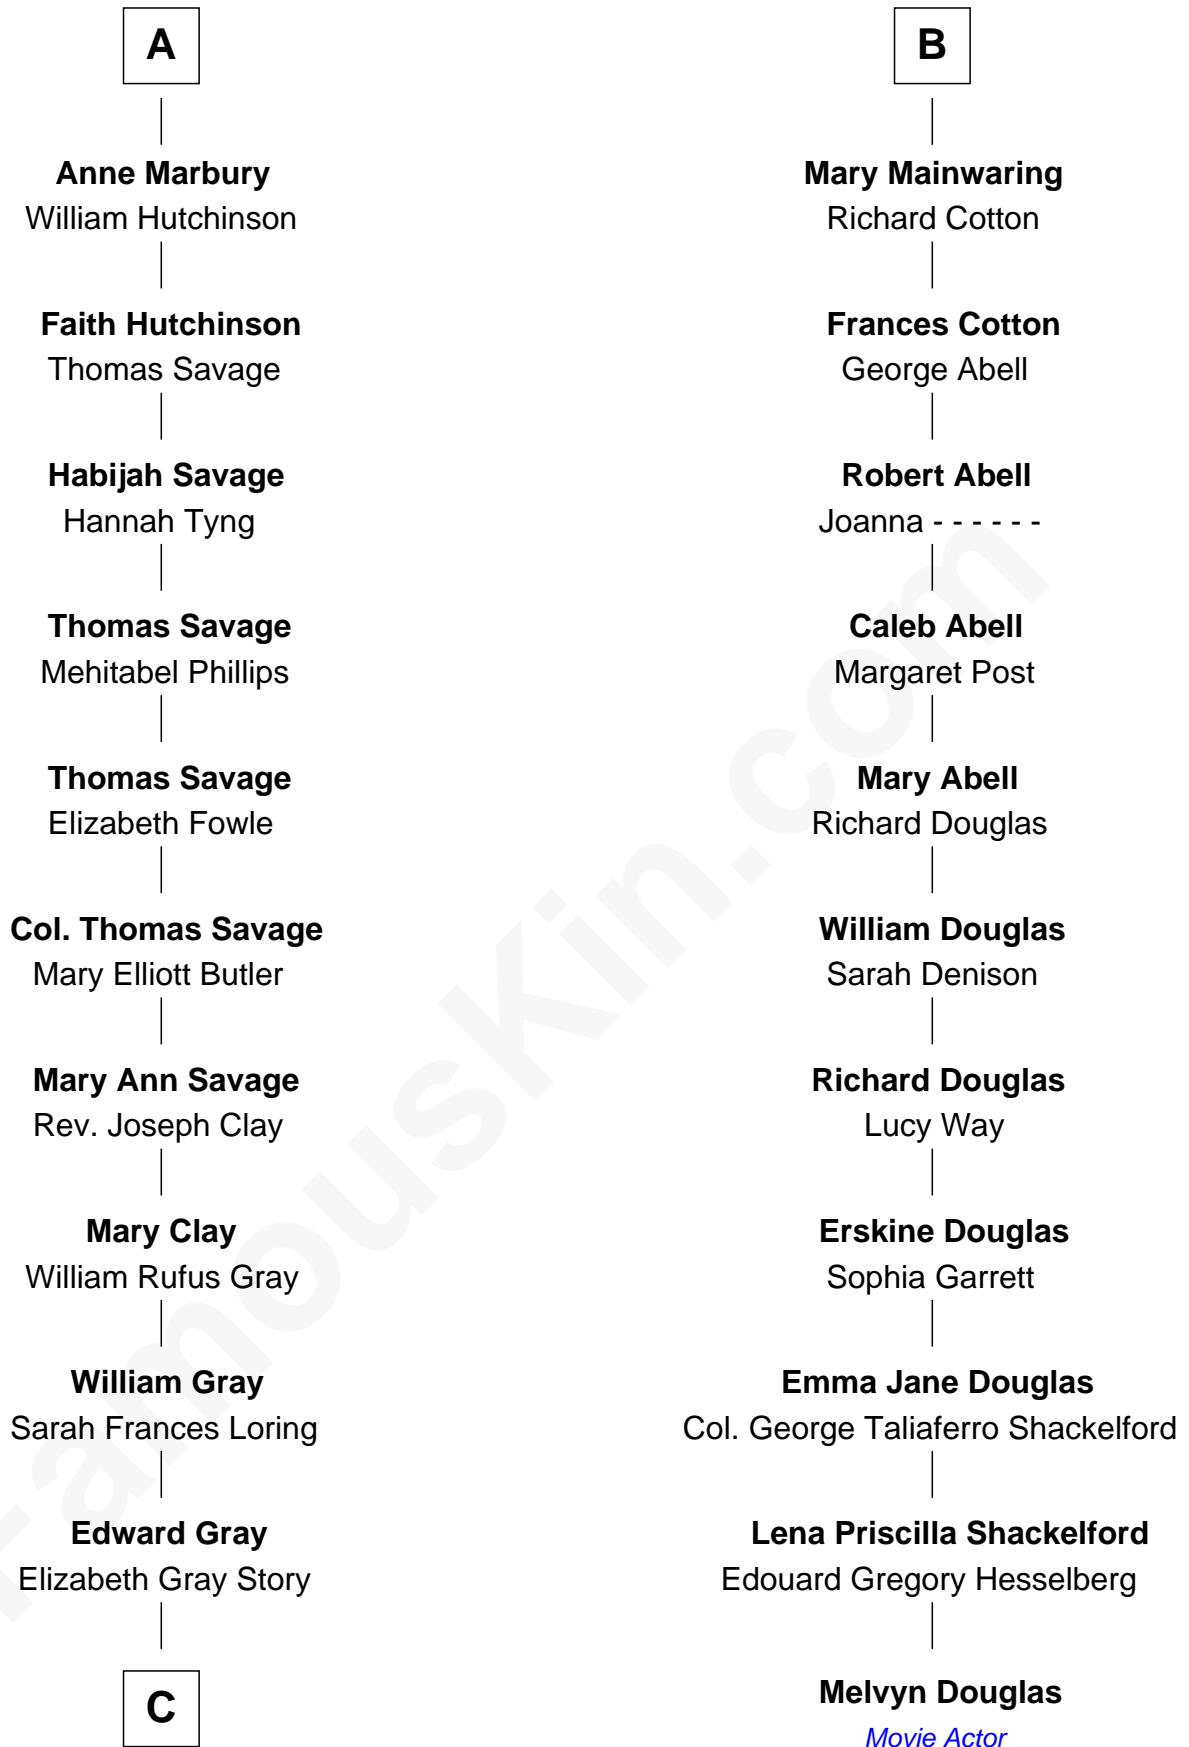 A
Anne Marbury
William Hutchinson
Faith Hutchinson
Thomas Savage
Habijah Savage
Hannah Tyng
Thomas Savage
Mehitabel Phillips
Thomas Savage
Elizabeth Fowle
Col. Thomas Savage
Mary Elliott Butler
Mary Ann Savage
Rev. Joseph Clay
Mary Clay
William Rufus Gray
William Gray
Sarah Frances Loring
Edward Gray
Elizabeth Gray Story
C
B
Mary Mainwaring
Richard Cotton
Frances Cotton
George Abell
Robert Abell
Joanna - - - - - -
Caleb Abell
Margaret Post
Mary Abell
Richard Douglas
William Douglas
Sarah Denison
Richard Douglas
Lucy Way
Erskine Douglas
Sophia Garrett
Emma Jane Douglas
Col. George Taliaferro Shackelford
Lena Priscilla Shackelford
Edouard Gregory Hesselberg
Melvyn Douglas
Movie Actor
FamousKin.com